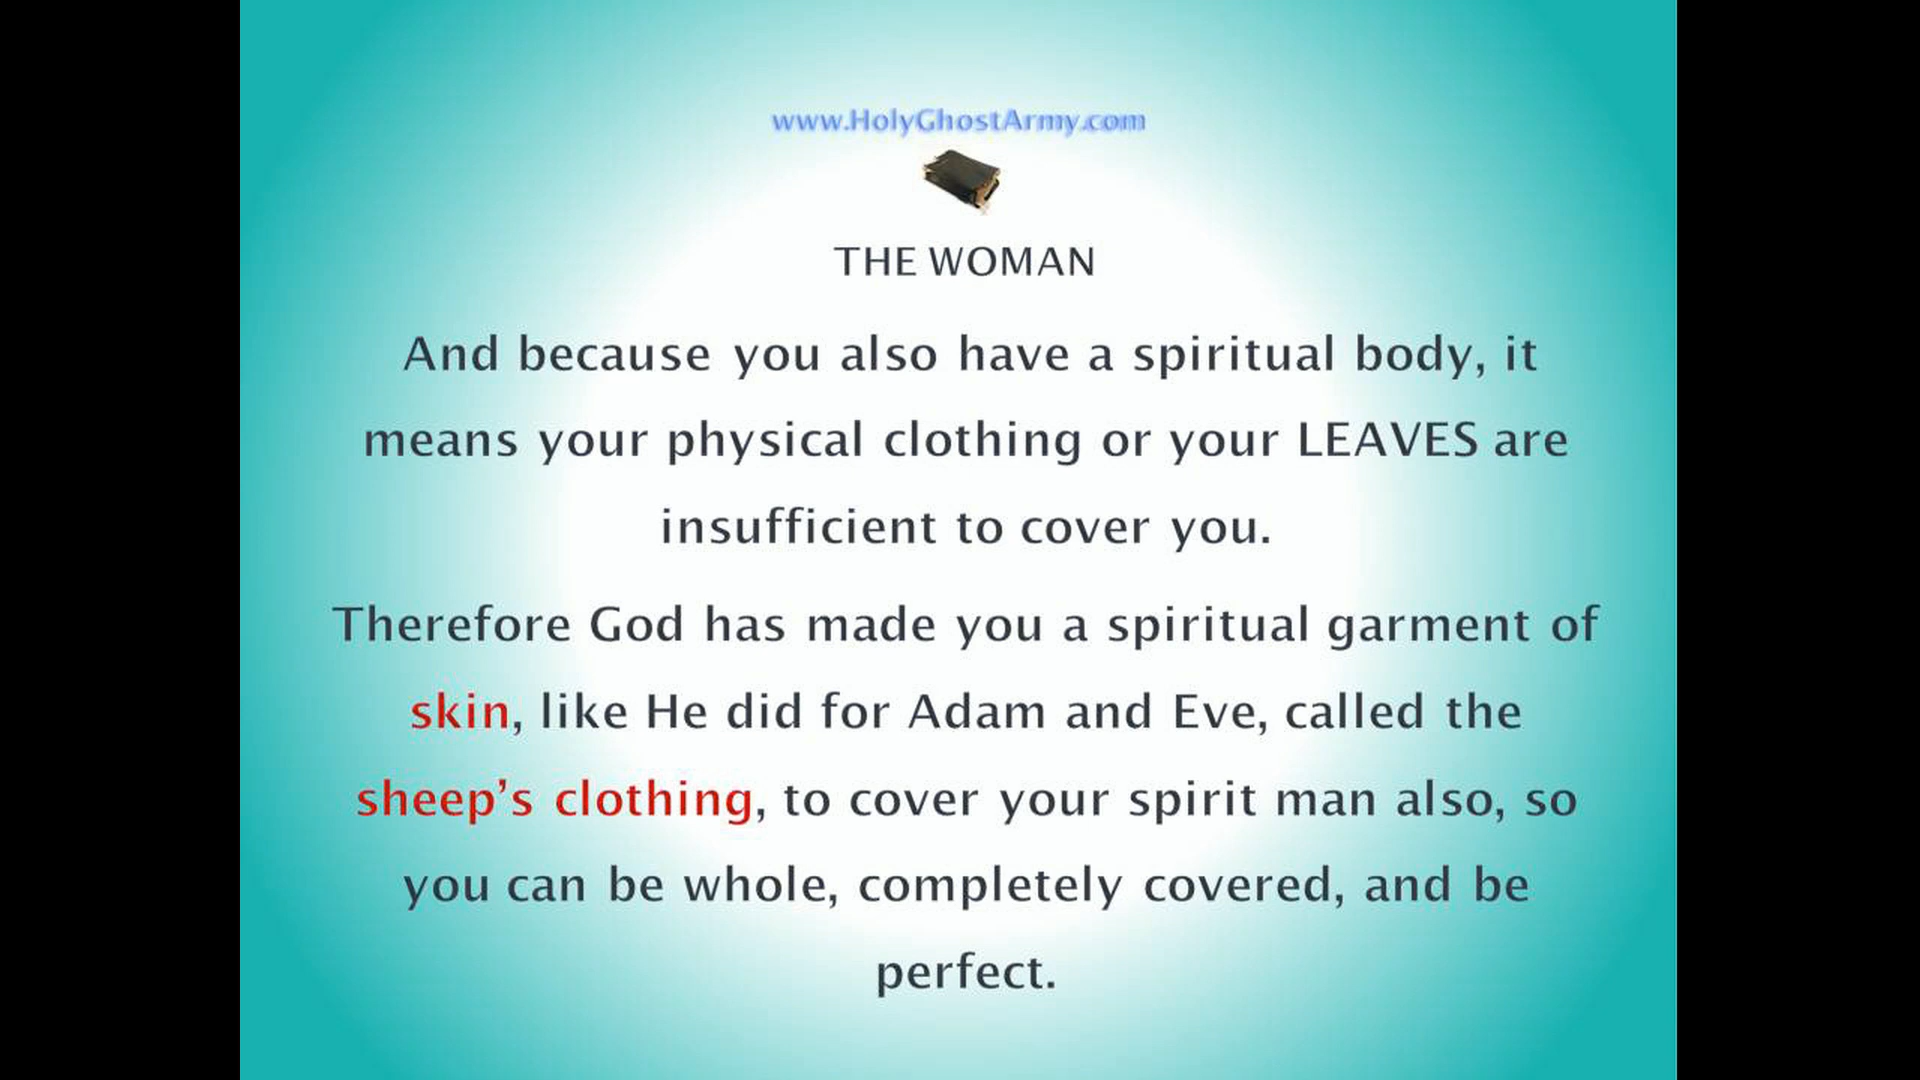 www.HolyGhostArmy.com
THE WOMAN
And because you also have a spiritual body, it
means your physical clothing or your LEAVES are
insufficient to cover you.
Therefore God has made you a spiritual garment of
skin, like He did for Adam and Eve, called the
sheep’s clothing, to cover your spirit man also, so
you can be whole, completely covered, and be
perfect.